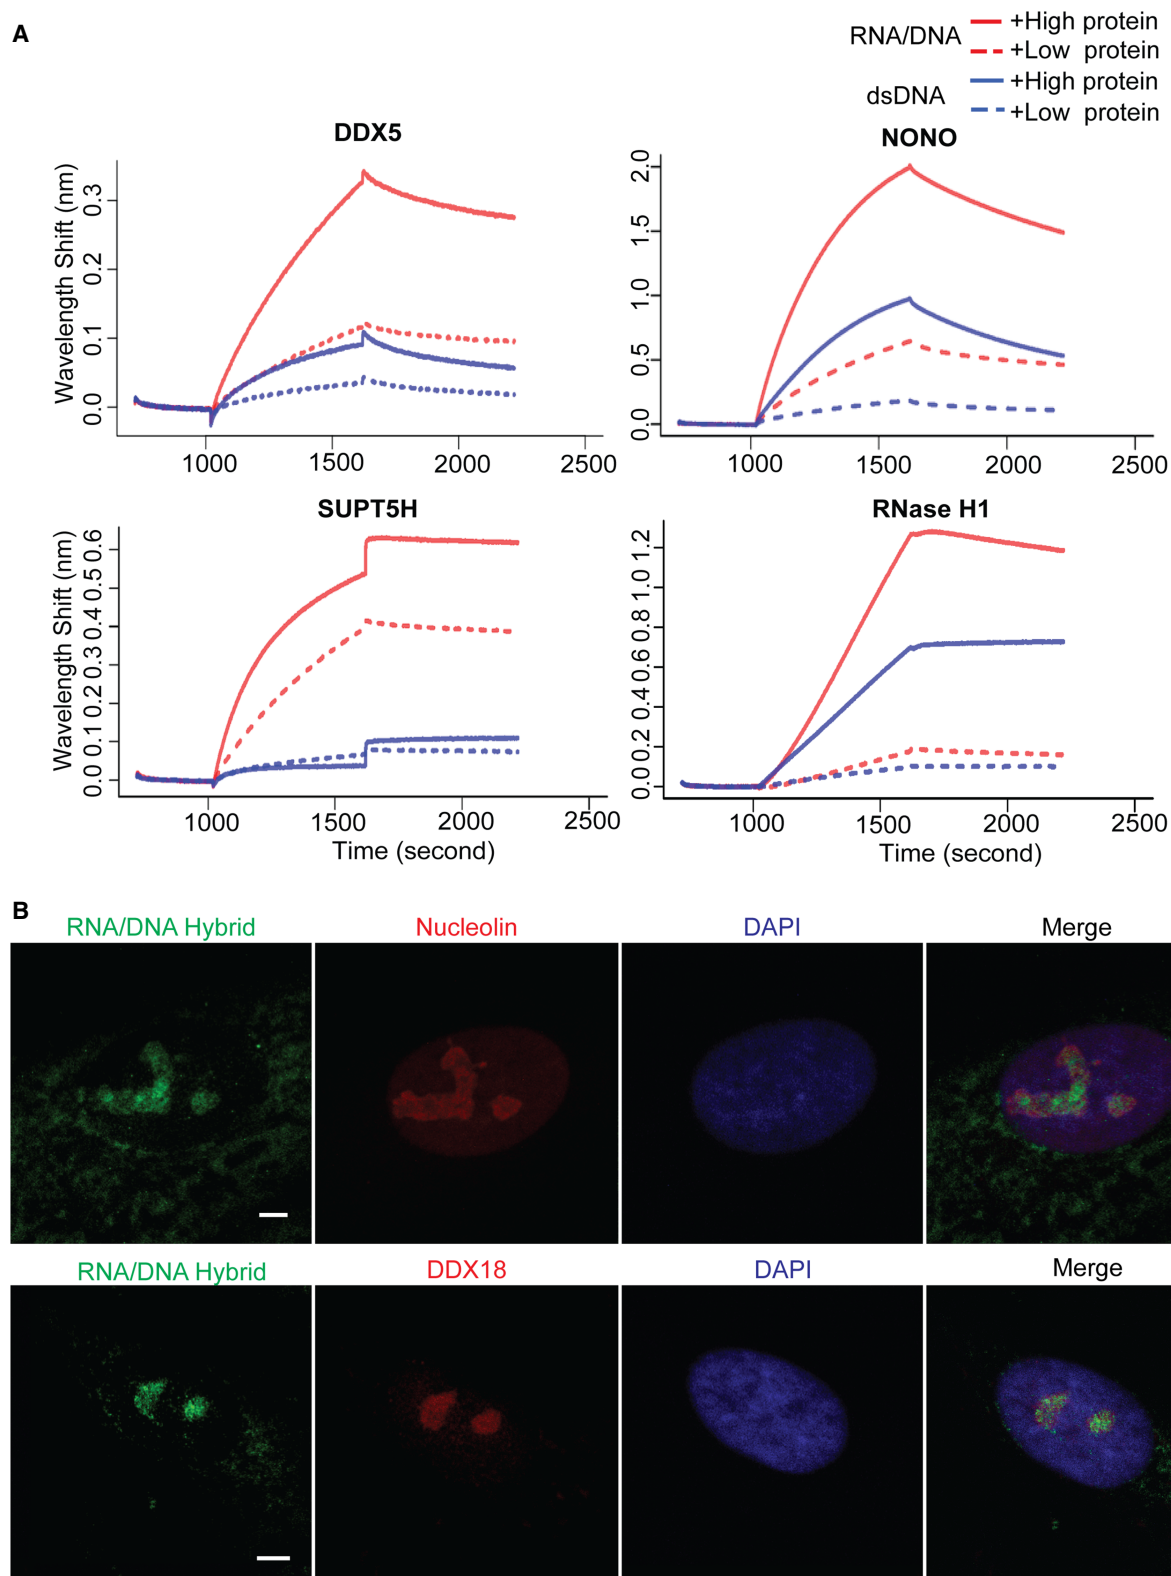 A
RNA/DNA
+High protein
+Low protein
dsDNA
+High protein
+Low protein
DDX5
Wavelength Shift (nm)
0.3
0.2
0.1
0.0
1000 1500 2000 2500
NONO
2.0
1.5
1.0
0.5
0.0
1000 1500 2000 2500
SUPT5H
Wavelength Shift (nm)
0.6
0.5
0.4
0.3
0.2
0.1
0.0
1000 1500 2000 2500
Time (second)
RNase H1
1.2
1.0
0.8
0.6
0.4
0.2
0.0
1000 1500 2000 2500
Time (second)
B
RNA/DNA Hybrid Nucleolin DAPI Merge
RNA/DNA Hybrid DDX18 DAPI Merge